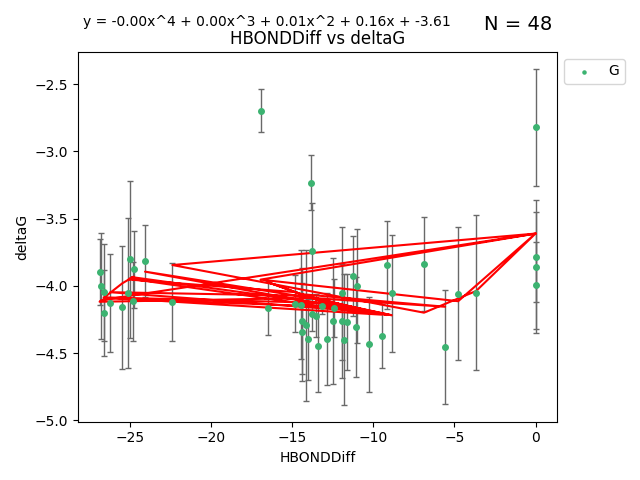 y = -0.00x^4 + 0.00x^3 + 0.01x^2 + 0.16x + -3.61
N = 48
HBONDDiff vs deltaG
G
deltaG
−2.5
−3.0
−3.5
−4.0
−4.5
−5.0
−25
−20
−15
−10
−5
0
HBONDDiff